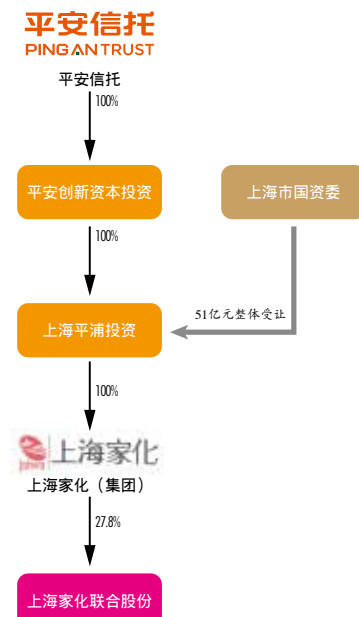 平安信托
PING AN TRUST
平安信托
100%
平安创新资本投资
上海市国资委
100%
51亿元整体受让
上海平浦投资
100%
上海家化
上海家化（集团）
27.8%
上海家化联合股份